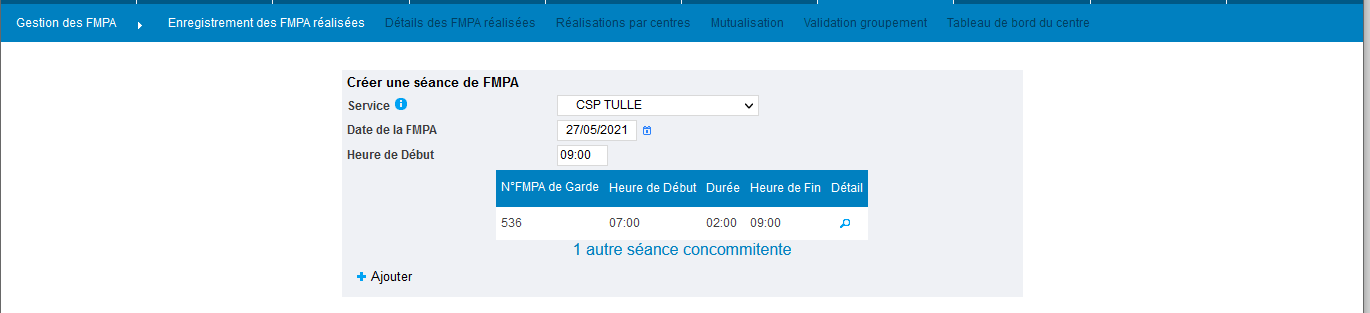 Gestion des FMPA Enregistrement des FMPA réalisées Détails des FMPA réalisées Réalisations par centres Mutualisation Validation groupement Tableau de bord du centre
Créer une séance de FMPA
Service CSP TULLE
Date de la FMPA 27/05/2021
Heure de Début 09:00
N°FMPA de Garde Heure de Début Durée Heure de Fin Détail
536 07:00 02:00 09:00
1 autre séance concommitente
Ajouter